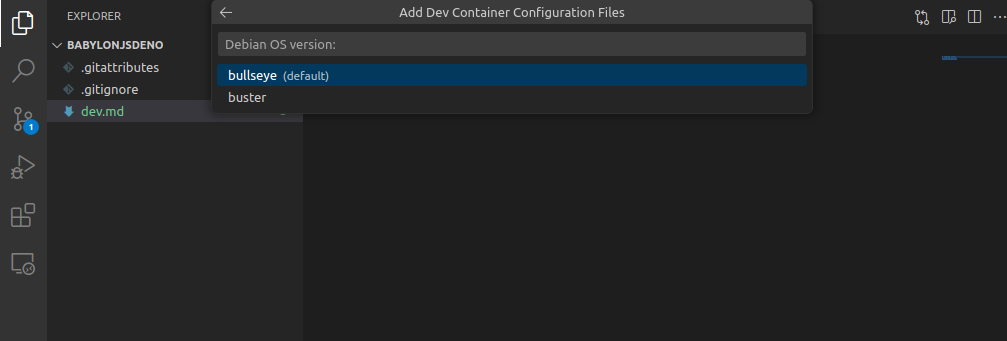 EXPLORER
BABYLONJSDENO
.gitattributes
.gitignore
dev.md
1
Add Dev Container Configuration Files
Debian OS version:
bullseye (default)
buster